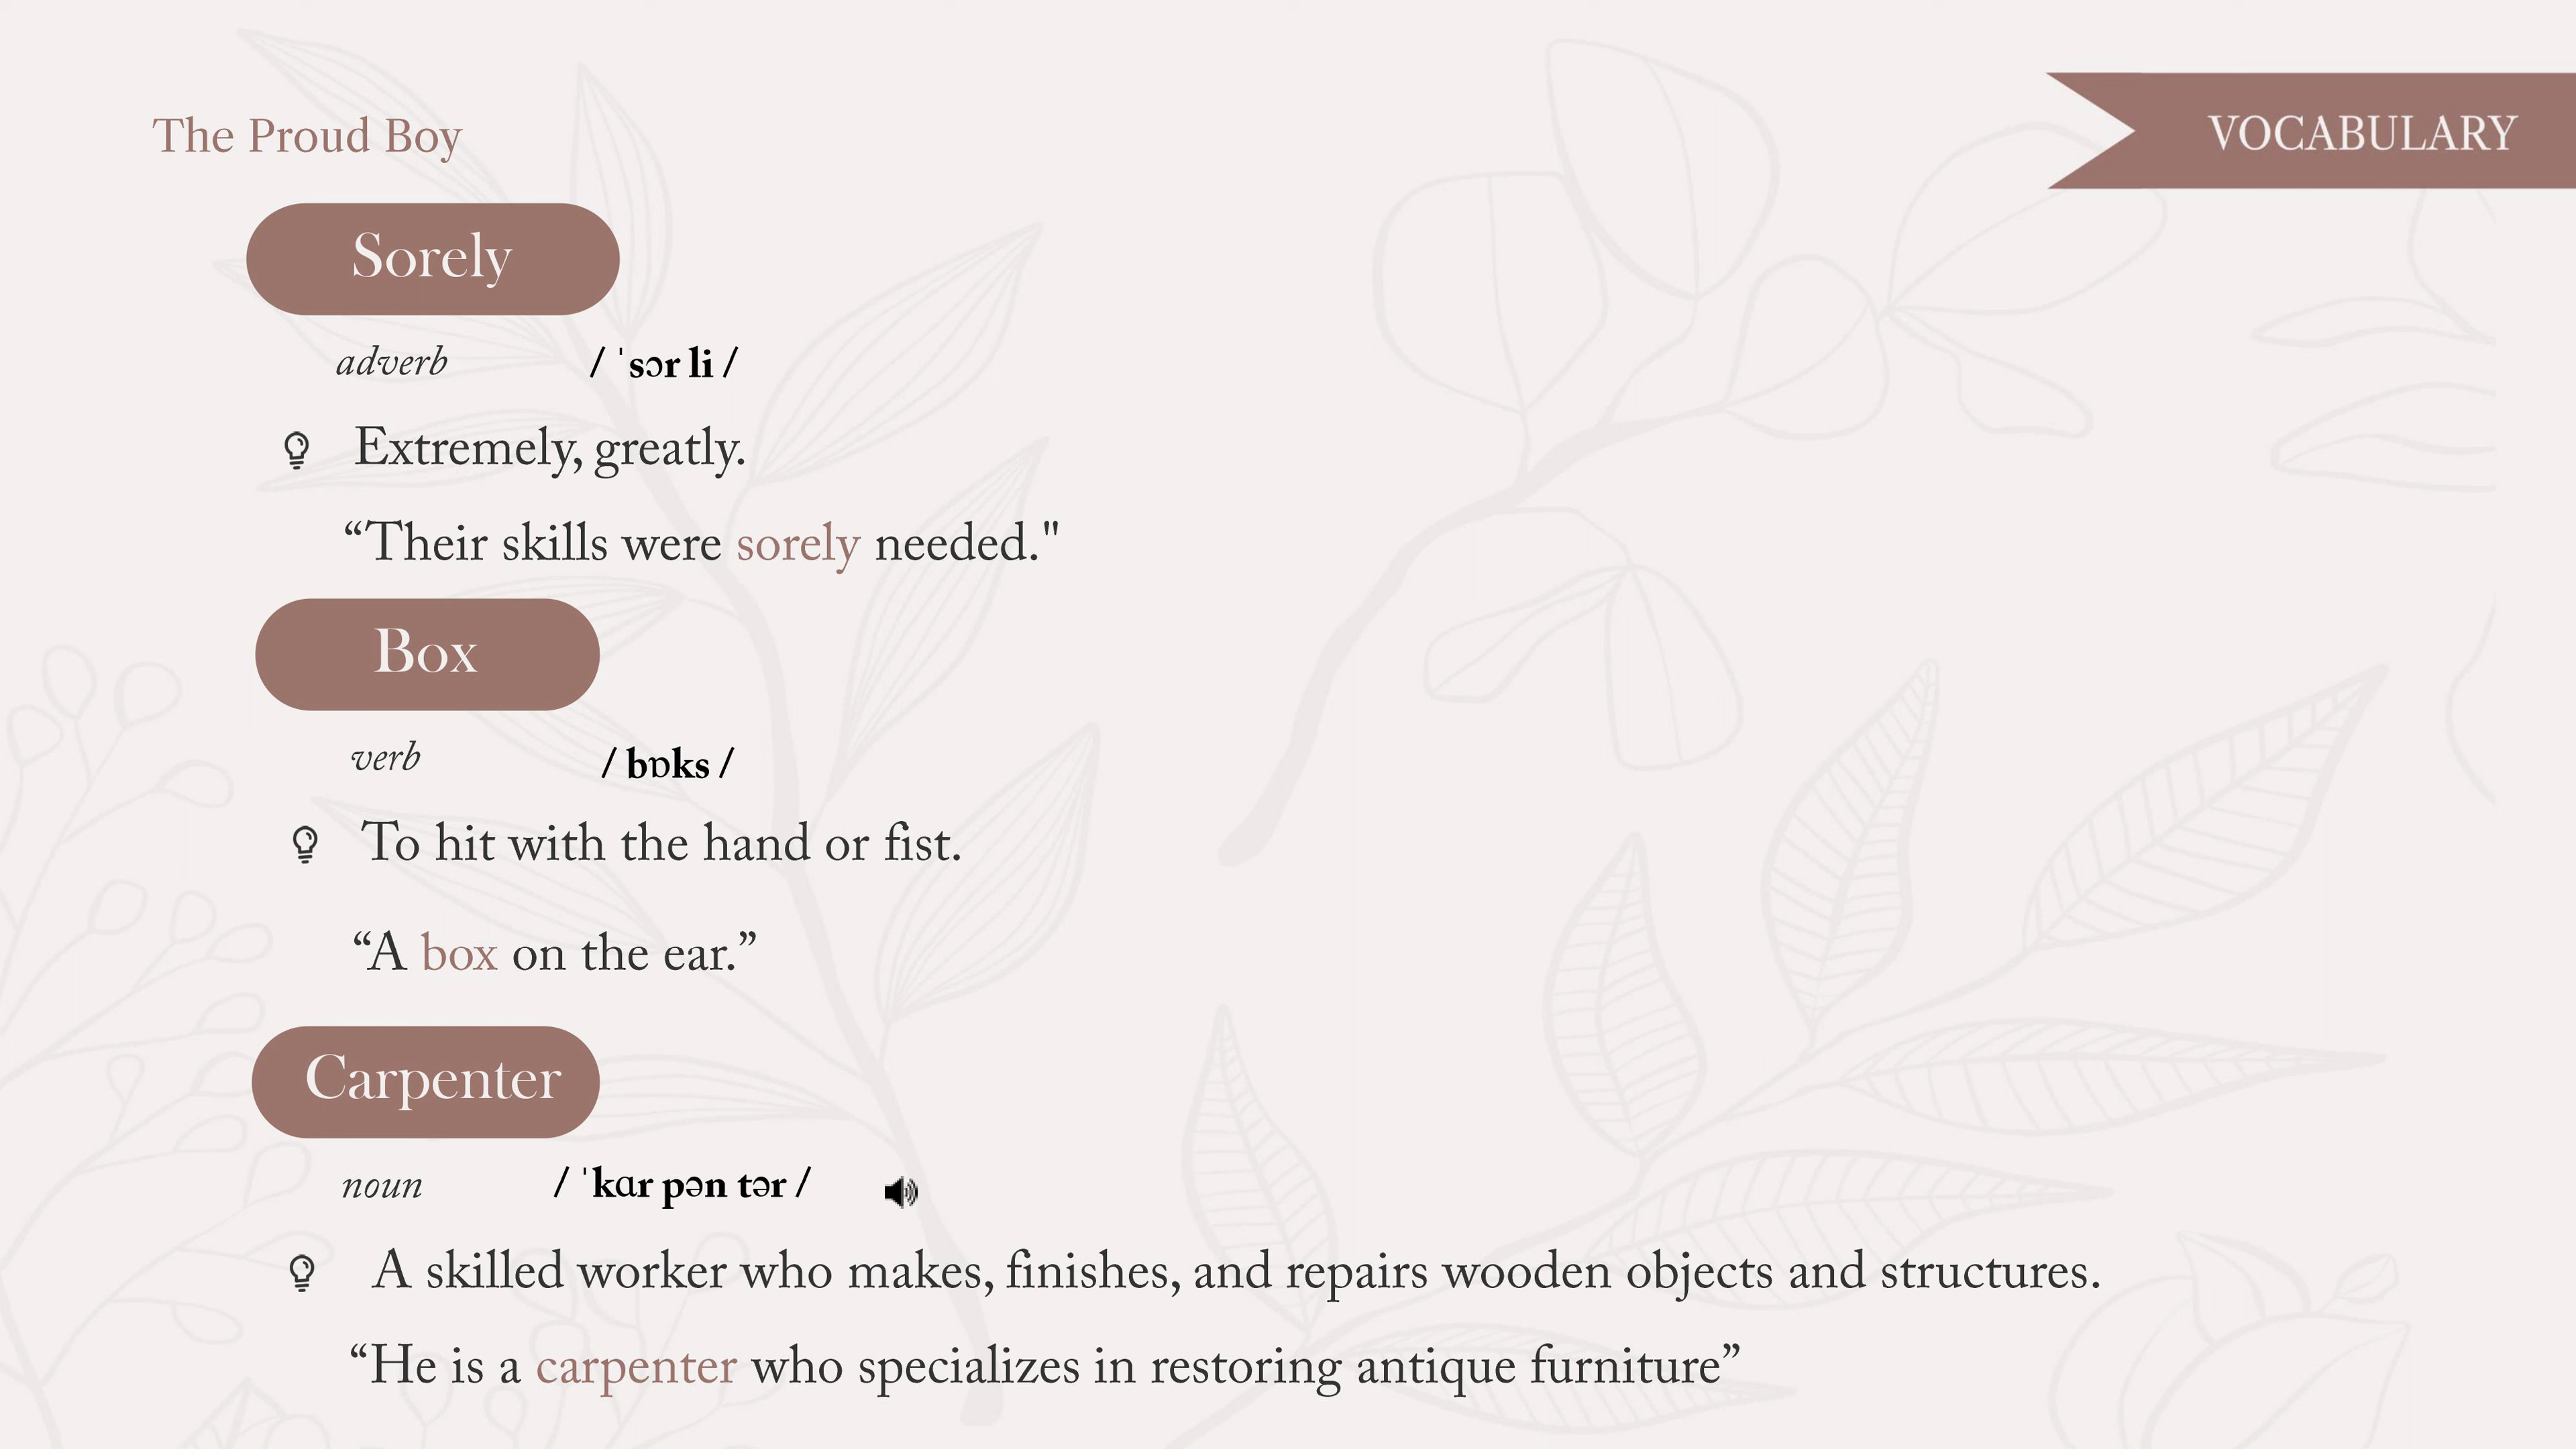 The Proud Boy
VOCABULARY
Sorely
adverb / ˈsɔr li /
Extremely, greatly.
“Their skills were sorely needed."
Box
verb / bɒks /
To hit with the hand or fist.
“A box on the ear.”
Carpenter
noun / ˈkɑr pən tər /
A skilled worker who makes, finishes, and repairs wooden objects and structures.
“He is a carpenter who specializes in restoring antique furniture”